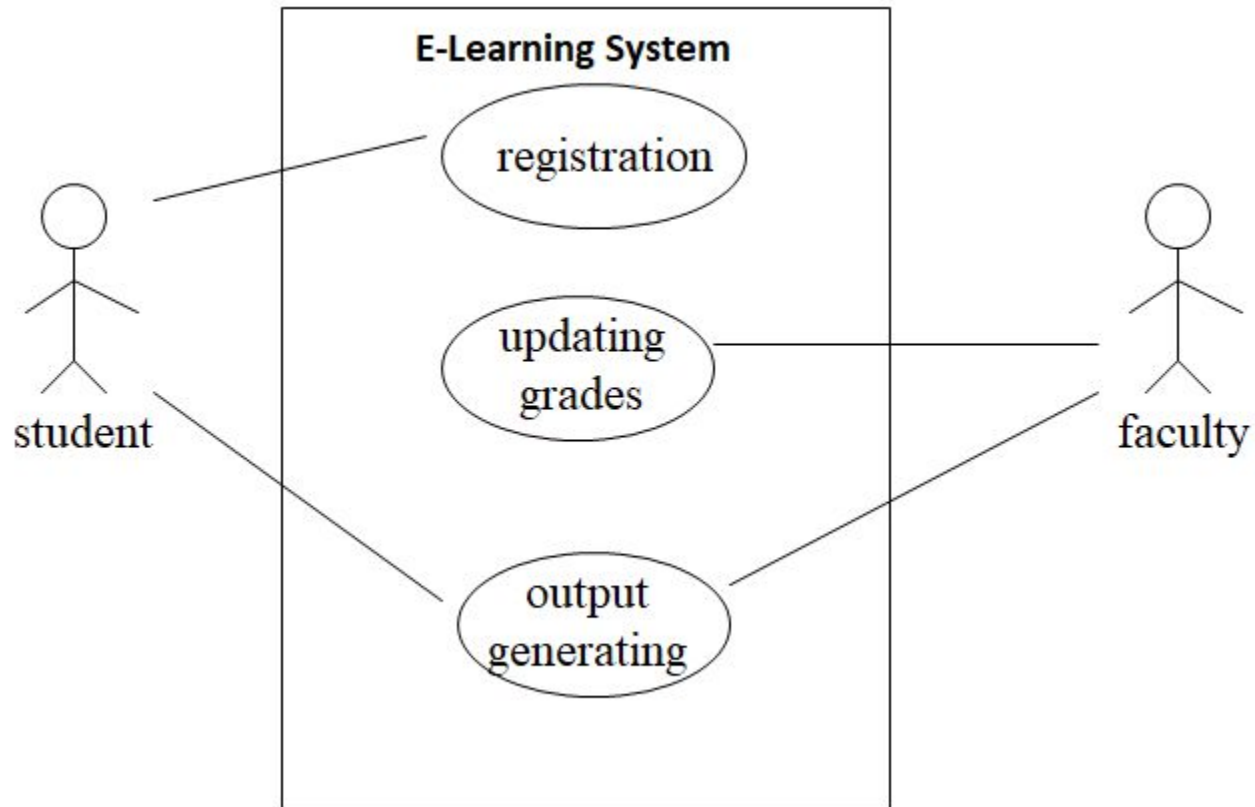 E-Learning System
registration
updating
grades
student
faculty
output
generating